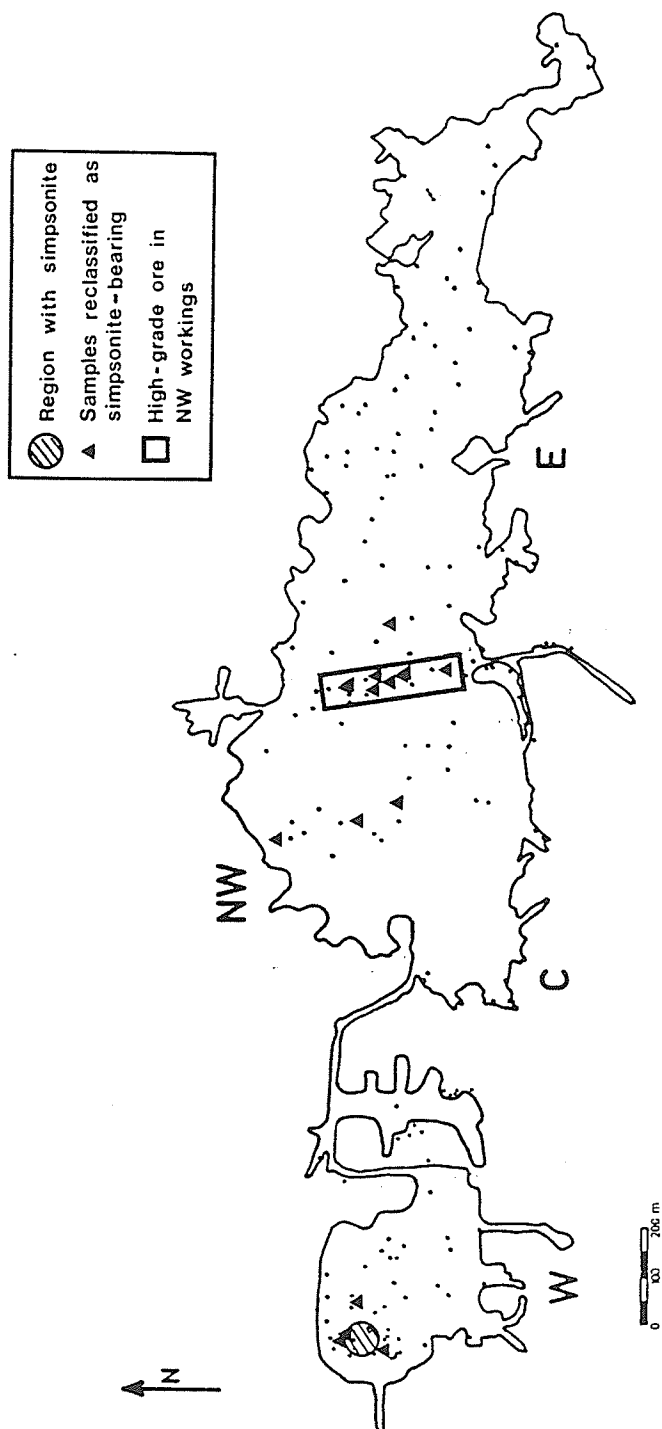 Region with simpsonite
Samples reclassified as
simpsonite-bearing
High-grade ore in
NW workings
NW
E
C
W
N
0 100 200 m